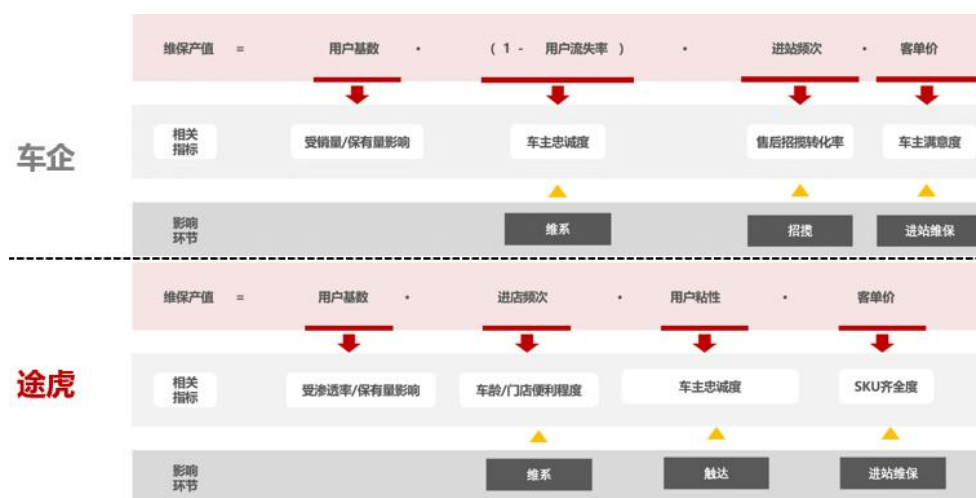 维保产值 = 用户基数 · （1 - 用户流失率） · 进站频次 · 客单价
车企
相关
指标
受销量/保有量影响 车主忠诚度 售后招揽转化率 车主满意度
影响
环节
维系 招揽 进站维保
维保产值 = 用户基数 · 进店频次 · 用户粘性 · 客单价
途虎
相关
指标
受渗透率/保有量影响 车龄/门店便利程度 车主忠诚度 SKU齐全度
影响
环节
维系 触达 进站维保